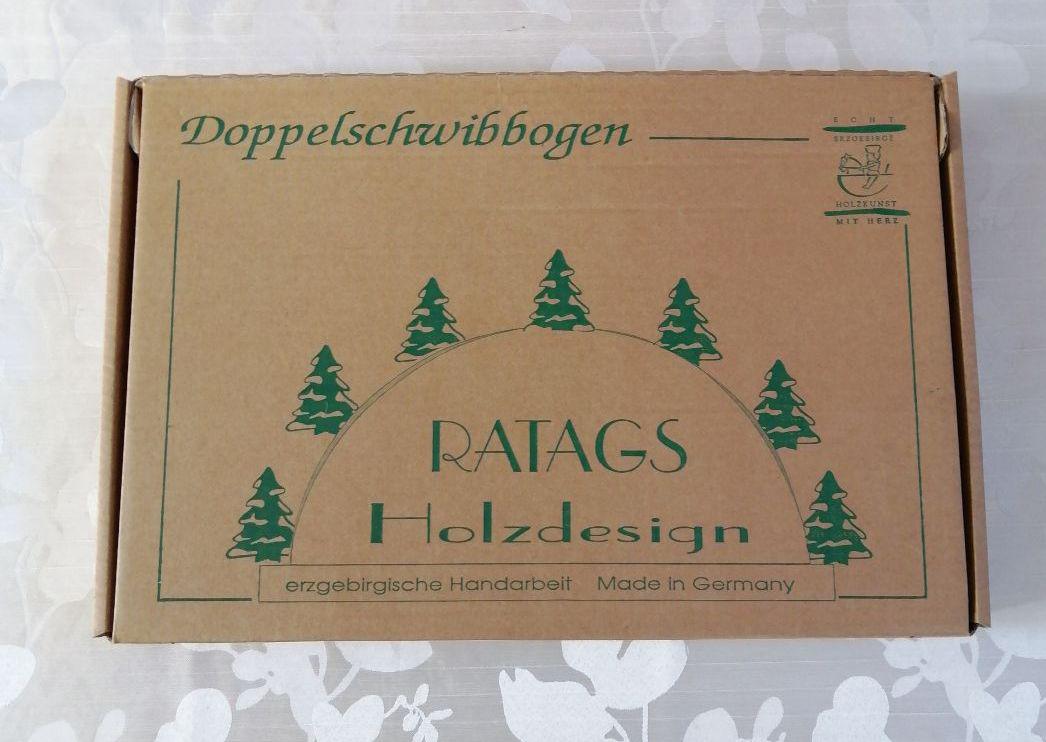 Doppelschwibbogen
ECHT
ERZGEBIRGE
HOLZKUNST
MIT HERZ
RATAGS
Holzdesign
erzgebirgische Handarbeit Made in Germany